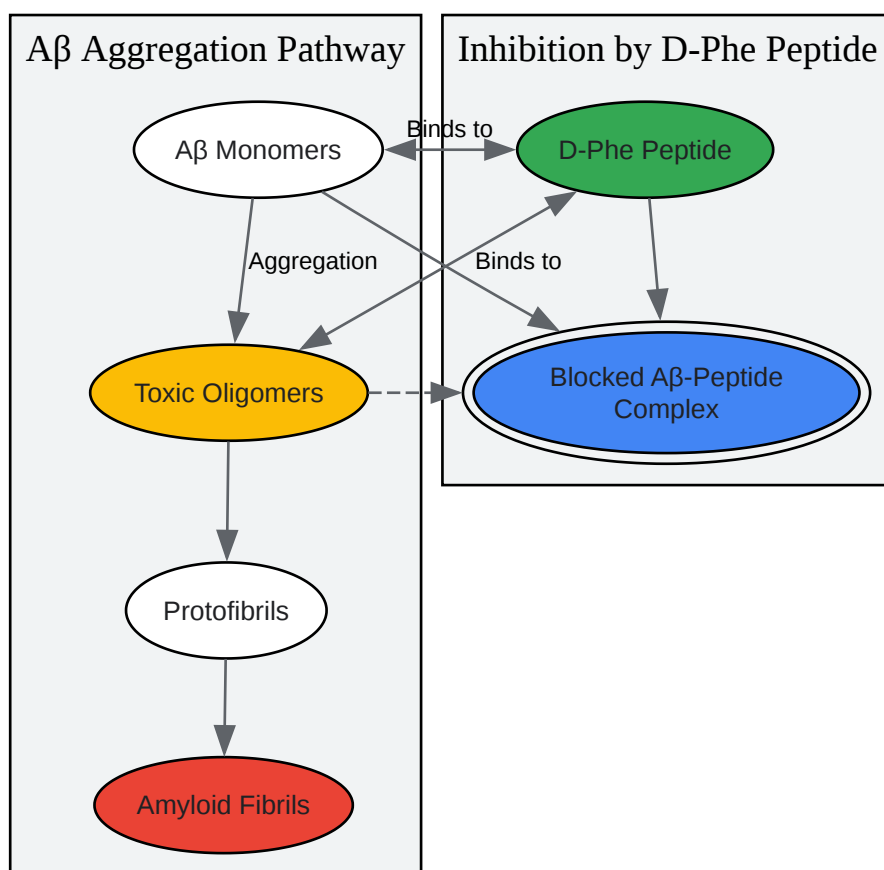 Aβ Aggregation Pathway
Inhibition by D-Phe Peptide
Aβ Monomers
Binds to
D-Phe Peptide
Aggregation
Binds to
Toxic Oligomers
Blocked Aβ-Peptide
Complex
Protofibrils
Amyloid Fibrils